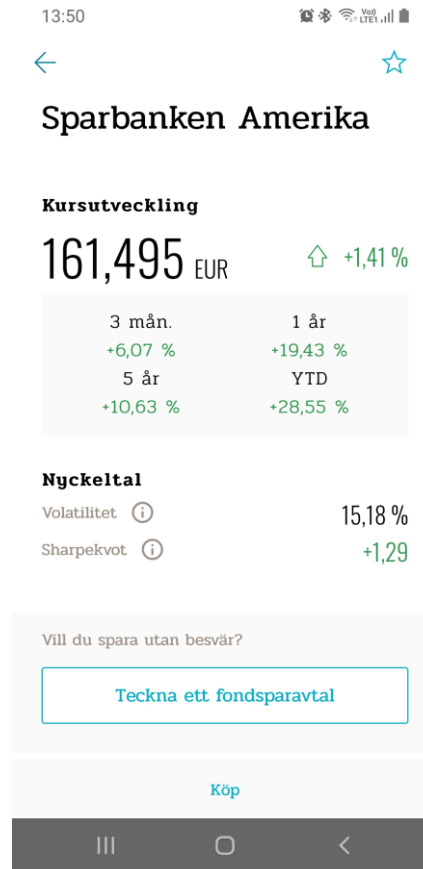 13:50
Vo))
LTE1
Sparbanken Amerika
Kursutveckling
161,495 EUR +1,41 %
3 mån. 1 år
+6,07 % +19,43 %
5 år YTD
+10,63 % +28,55 %
Nyckeltal
Volatilitet i 15,18 %
Sharpekvot i +1,29
Vill du spara utan besvär?
Teckna ett fondsparavtal
Köp